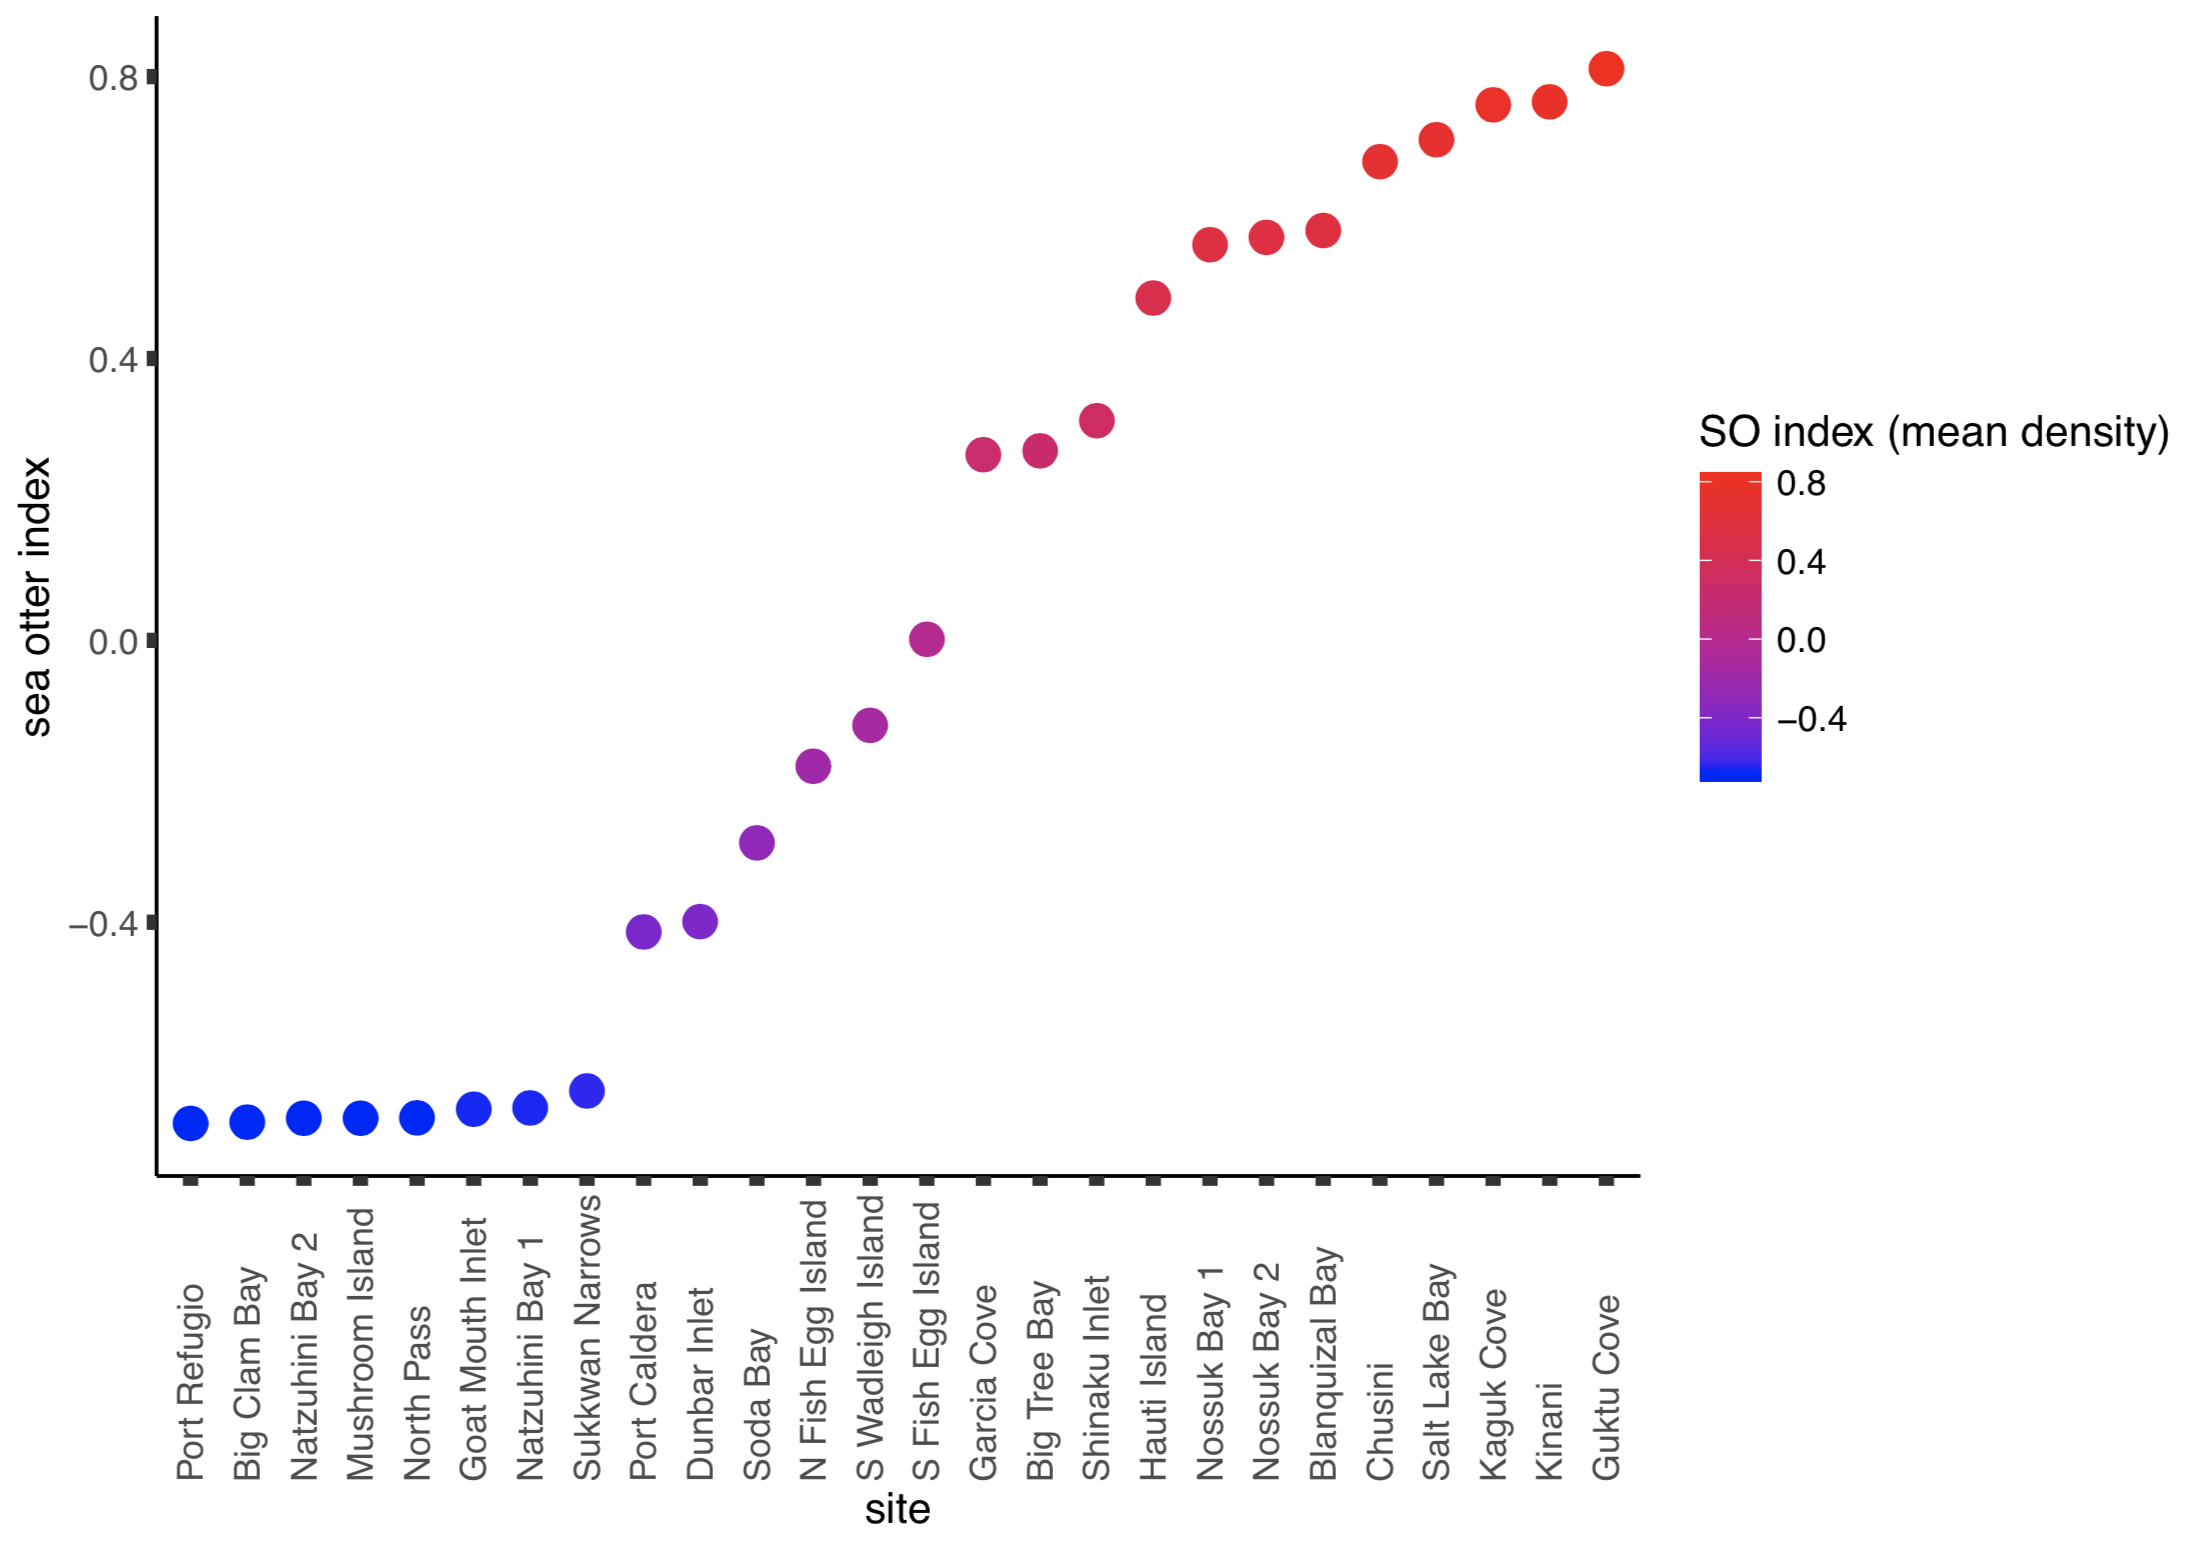 sea otter index
0.8
0.4
0.0
−0.4
Port Refugio
Big Clam Bay
Natzuhini Bay 2
Mushroom Island
North Pass
Goat Mouth Inlet
Natzuhini Bay 1
Sukkwan Narrows
Port Caldera
Dunbar Inlet
Soda Bay
N Fish Egg Island
S Wadleigh Island
S Fish Egg Island
Garcia Cove
Big Tree Bay
Shinaku Inlet
Hauti Island
Nossuk Bay 1
Nossuk Bay 2
Blanquizal Bay
Chusini
Salt Lake Bay
Kaguk Cove
Kinani
Guktu Cove
site
SO index (mean density)
0.8
0.4
0.0
−0.4